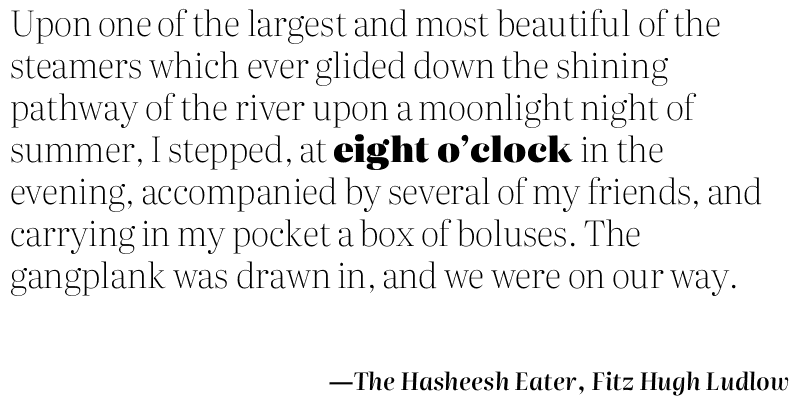 Upon one of the largest and most beautiful of the
steamers which ever glided down the shining
pathway of the river upon a moonlight night of
summer, I stepped, at eight o’clock in the
evening, accompanied by several of my friends, and
carrying in my pocket a box of boluses. The
gangplank was drawn in, and we were on our way.
—The Hasheesh Eater, Fitz Hugh Ludlow